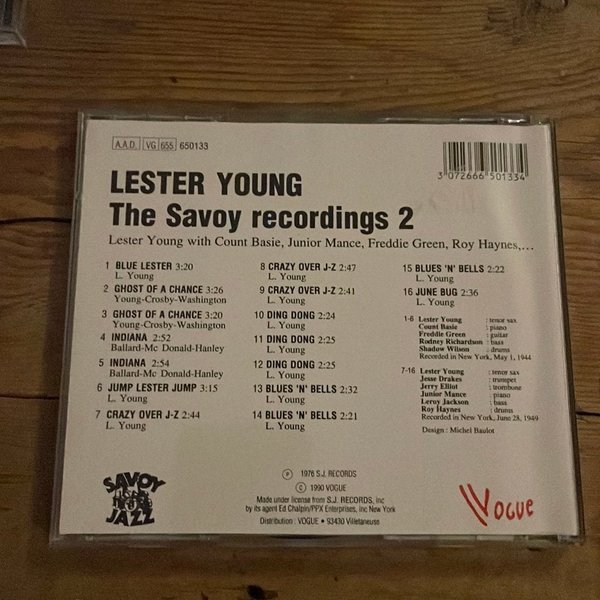 A.A.D. VG 655 650133
3 072666 501334
LESTER YOUNG
The Savoy recordings 2
Lester Young with Count Basie, Junior Mance, Freddie Green, Roy Haynes,...
1 BLUE LESTER 3:20
L. Young
2 GHOST OF A CHANCE 3:26
Young-Crosby-Washington
3 GHOST OF A CHANCE 3:20
Young-Crosby-Washington
4 INDIANA 2:52
Ballard-Mc Donald-Hanley
5 INDIANA 2:54
Ballard-Mc Donald-Hanley
6 JUMP LESTER JUMP 3:15
L. Young
7 CRAZY OVER J-Z 2:44
L. Young
8 CRAZY OVER J-Z 2:47
L. Young
9 CRAZY OVER J-Z 2:41
L. Young
10 DING DONG 2:24
L. Young
11 DING DONG 2:25
L. Young
12 DING DONG 2:25
L. Young
13 BLUES 'N' BELLS 2:32
L. Young
14 BLUES 'N' BELLS 2:21
L. Young
15 BLUES 'N' BELLS 2:22
L. Young
16 JUNE BUG 2:36
L. Young
1-6 Lester Young : tenor sax
Count Basie : piano
Freddie Green : guitar
Rodney Richardson : bass
Shadow Wilson : drums
Recorded in New York, May 1, 1944
7-16 Lester Young : tenor sax
Jesse Drakes : trumpet
Jerry Elliot : trombone
Junior Mance : piano
Leroy Jackson : bass
Roy Haynes : drums
Recorded in New York, June 28, 1949
Design : Michel Baulot
SAVOY
JAZZ
℗ 1976 S.J. RECORDS
© 1990 VOGUE
Made under license from S.J. RECORDS, Inc
by its agent Ed Chalpin/PPX Enterprises, inc New York
Distribution : VOGUE • 93430 Villetaneuse
VOGUE